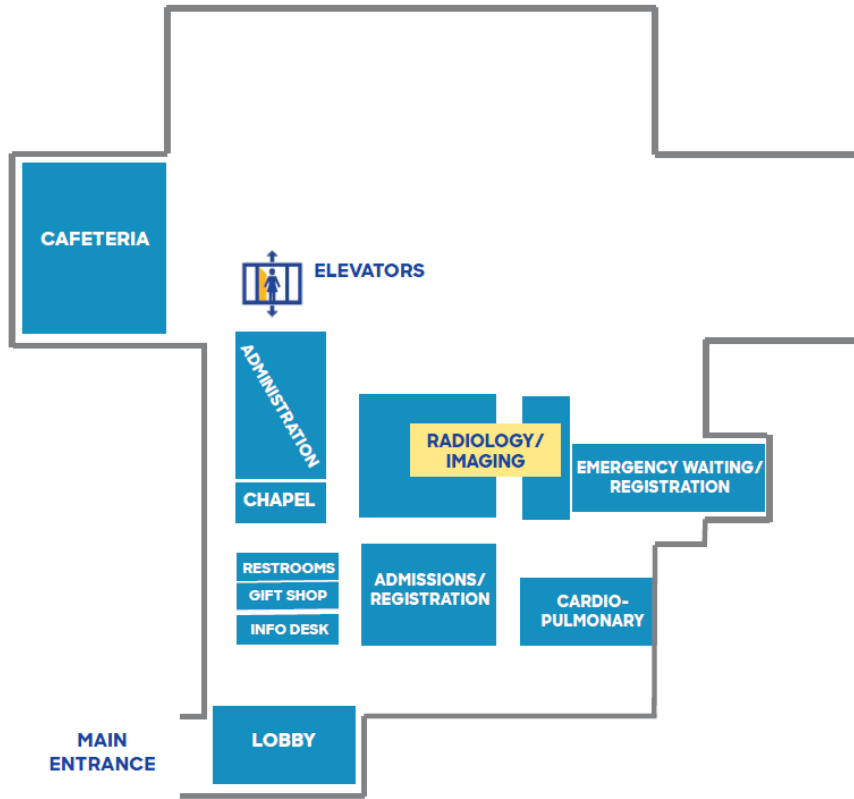 CAFETERIA
ELEVATORS
ADMINISTRATION
RADIOLOGY/
IMAGING
EMERGENCY WAITING/
REGISTRATION
CHAPEL
RESTROOMS
GIFT SHOP
INFO DESK
ADMISSIONS/
REGISTRATION
CARDIO-
PULMONARY
MAIN
ENTRANCE
LOBBY